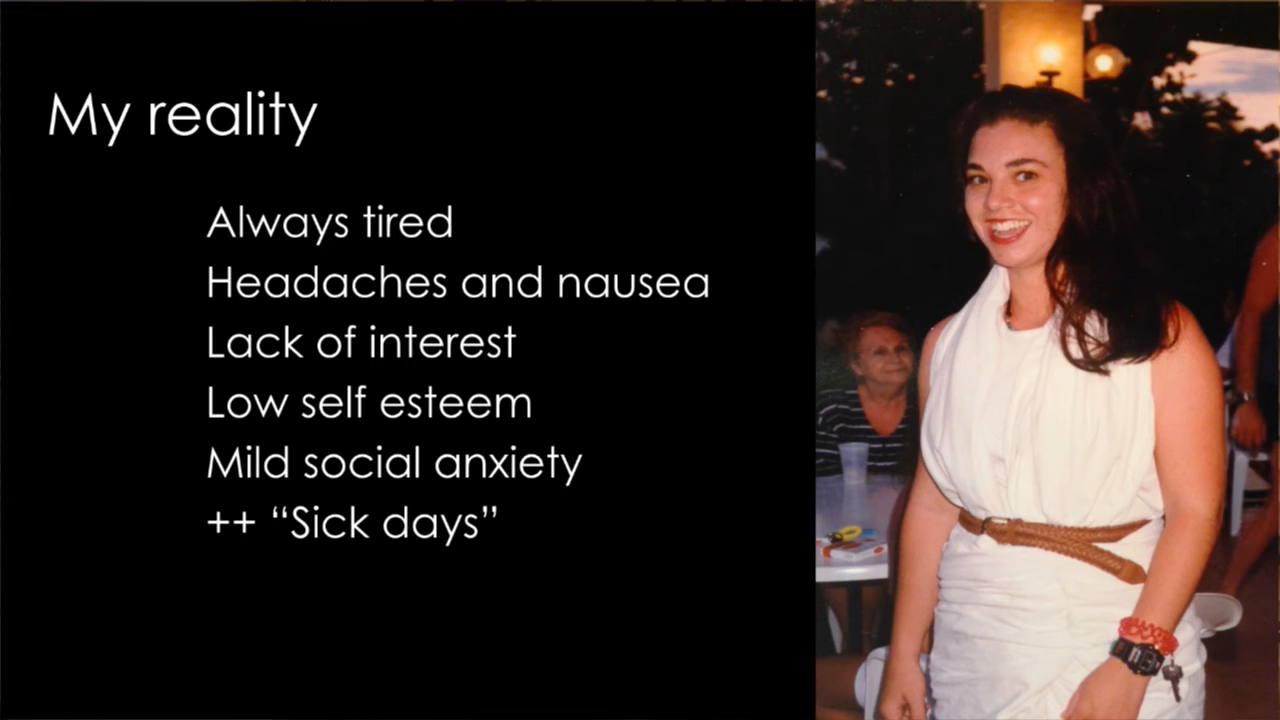 My reality
Always tired
Headaches and nausea
Lack of interest
Low self esteem
Mild social anxiety
++ “Sick days”